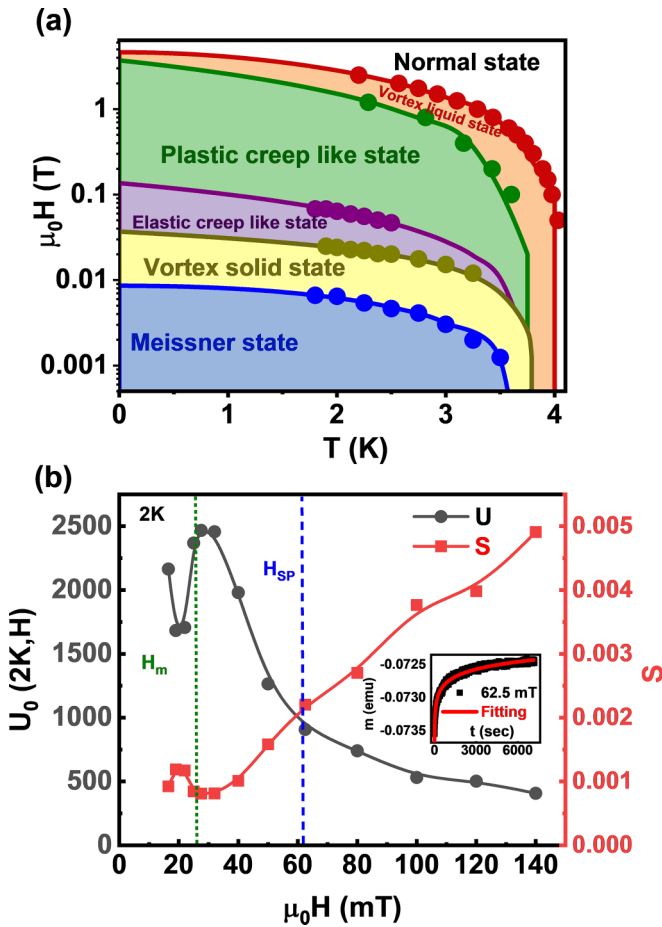 (a)
Normal state
Vortex liquid state
Plastic creep like state
Elastic creep like state
Vortex solid state
Meissner state
μ₀H (T)
1
0.1
0.01
0.001
0
1
2
3
4
T (K)
(b)
2K
U
S
H_SP
H_m
U₀ (2K,H)
2500
2000
1500
1000
500
0
0.005
0.004
0.003
0.002
0.001
0.000
S
m (emu)
-0.0725
-0.0730
-0.0735
62.5 mT
Fitting
t (sec)
0
3000
6000
0
20
40
60
80
100
120
140
μ₀H (mT)